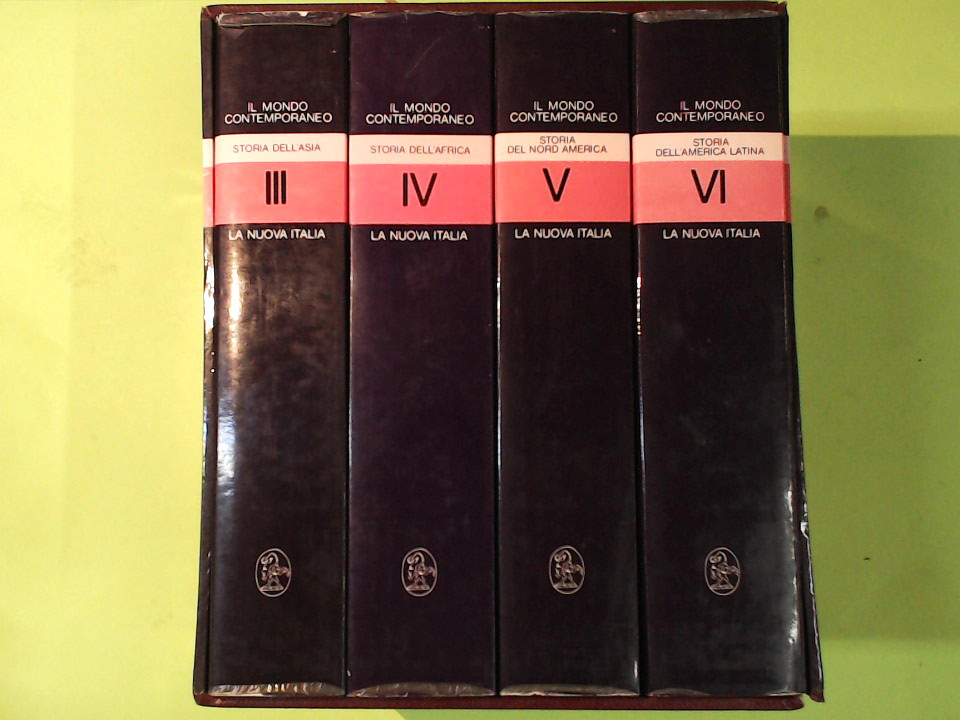 IL MONDO
CONTEMPORANEO
STORIA DELL'ASIA
III
LA NUOVA ITALIA
IL MONDO
CONTEMPORANEO
STORIA DELL'AFRICA
IV
LA NUOVA ITALIA
IL MONDO
CONTEMPORANEO
STORIA
DEL NORD AMERICA
V
LA NUOVA ITALIA
IL MONDO
CONTEMPORANEO
STORIA
DELL'AMERICA LATINA
VI
LA NUOVA ITALIA